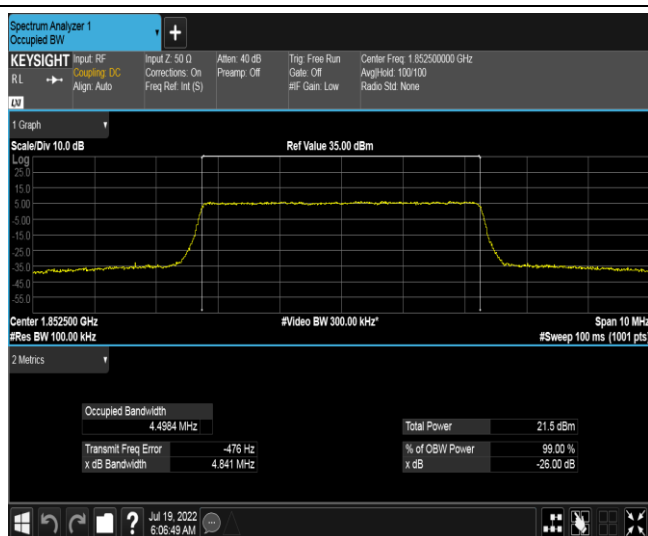 Spectrum Analyzer 1
Occupied BW
+
KEYSIGHT Input: RF Input Z: 50 Ω Atten: 40 dB Trig: Free Run Center Freq: 1.852500000 GHz
RL Coupling: DC Corrections: On Preamp: Off Gate: Off Avg|Hold: 100/100
Align: Auto Freq Ref: Int (S) #IF Gain: Low Radio Std: None
LXI
1 Graph
Scale/Div 10.0 dB Ref Value 35.00 dBm
Log
25.0
15.0
5.00
-5.00
-15.0
-25.0
-35.0
-45.0
-55.0
Center 1.852500 GHz #Video BW 300.00 kHz* Span 10 MHz
#Res BW 100.00 kHz #Sweep 100 ms (1001 pts)
2 Metrics
Occupied Bandwidth
4.4984 MHz Total Power 21.5 dBm
Transmit Freq Error -476 Hz % of OBW Power 99.00 %
x dB Bandwidth 4.841 MHz x dB -26.00 dB
? Jul 19, 2022
6:06:49 AM